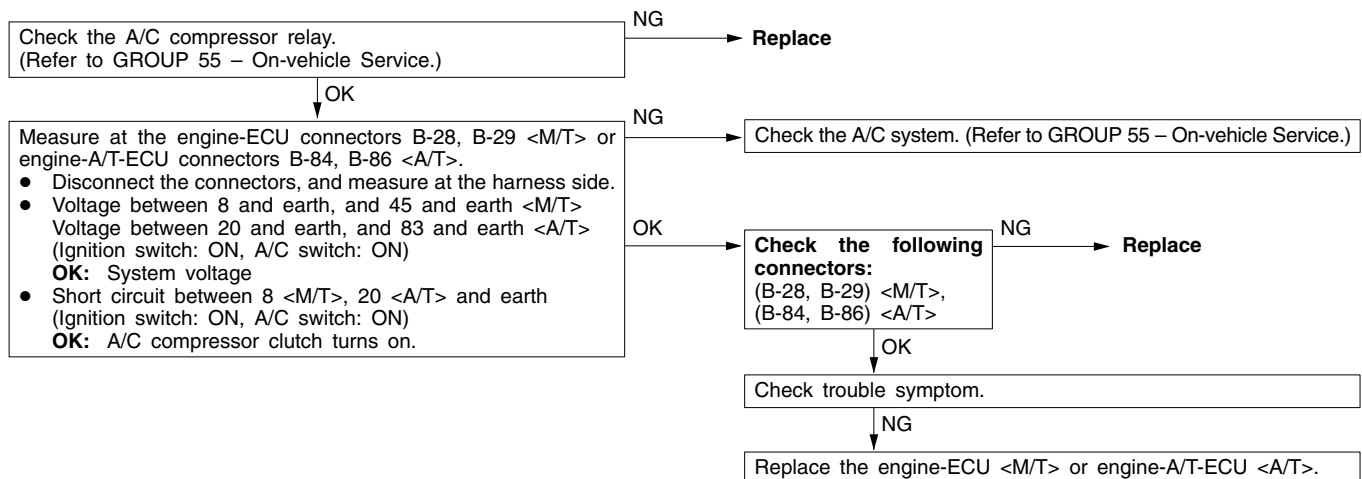 Check the A/C compressor relay.
(Refer to GROUP 55 – On-vehicle Service.)
NG
Replace
OK
Measure at the engine-ECU connectors B-28, B-29 <M/T> or
engine-A/T-ECU connectors B-84, B-86 <A/T>.
● Disconnect the connectors, and measure at the harness side.
● Voltage between 8 and earth, and 45 and earth <M/T>
Voltage between 20 and earth, and 83 and earth <A/T>
(Ignition switch: ON, A/C switch: ON)
OK: System voltage
● Short circuit between 8 <M/T>, 20 <A/T> and earth
(Ignition switch: ON, A/C switch: ON)
OK: A/C compressor clutch turns on.
NG
Check the A/C system. (Refer to GROUP 55 – On-vehicle Service.)
OK
Check the following
connectors:
(B-28, B-29) <M/T>,
(B-84, B-86) <A/T>
NG
Replace
OK
Check trouble symptom.
NG
Replace the engine-ECU <M/T> or engine-A/T-ECU <A/T>.